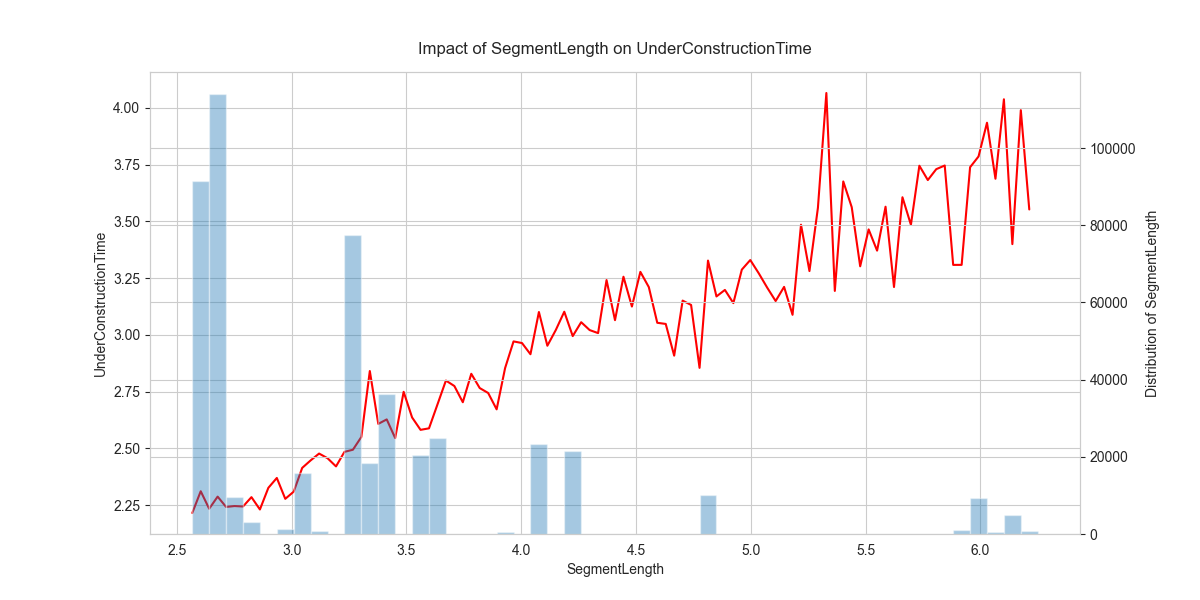 Impact of SegmentLength on UnderConstructionTime
UnderConstructionTime
4.00
3.75
3.50
3.25
3.00
2.75
2.50
2.25
100000
80000
60000
40000
20000
0
Distribution of SegmentLength
2.5 3.0 3.5 4.0 4.5 5.0 5.5 6.0
SegmentLength